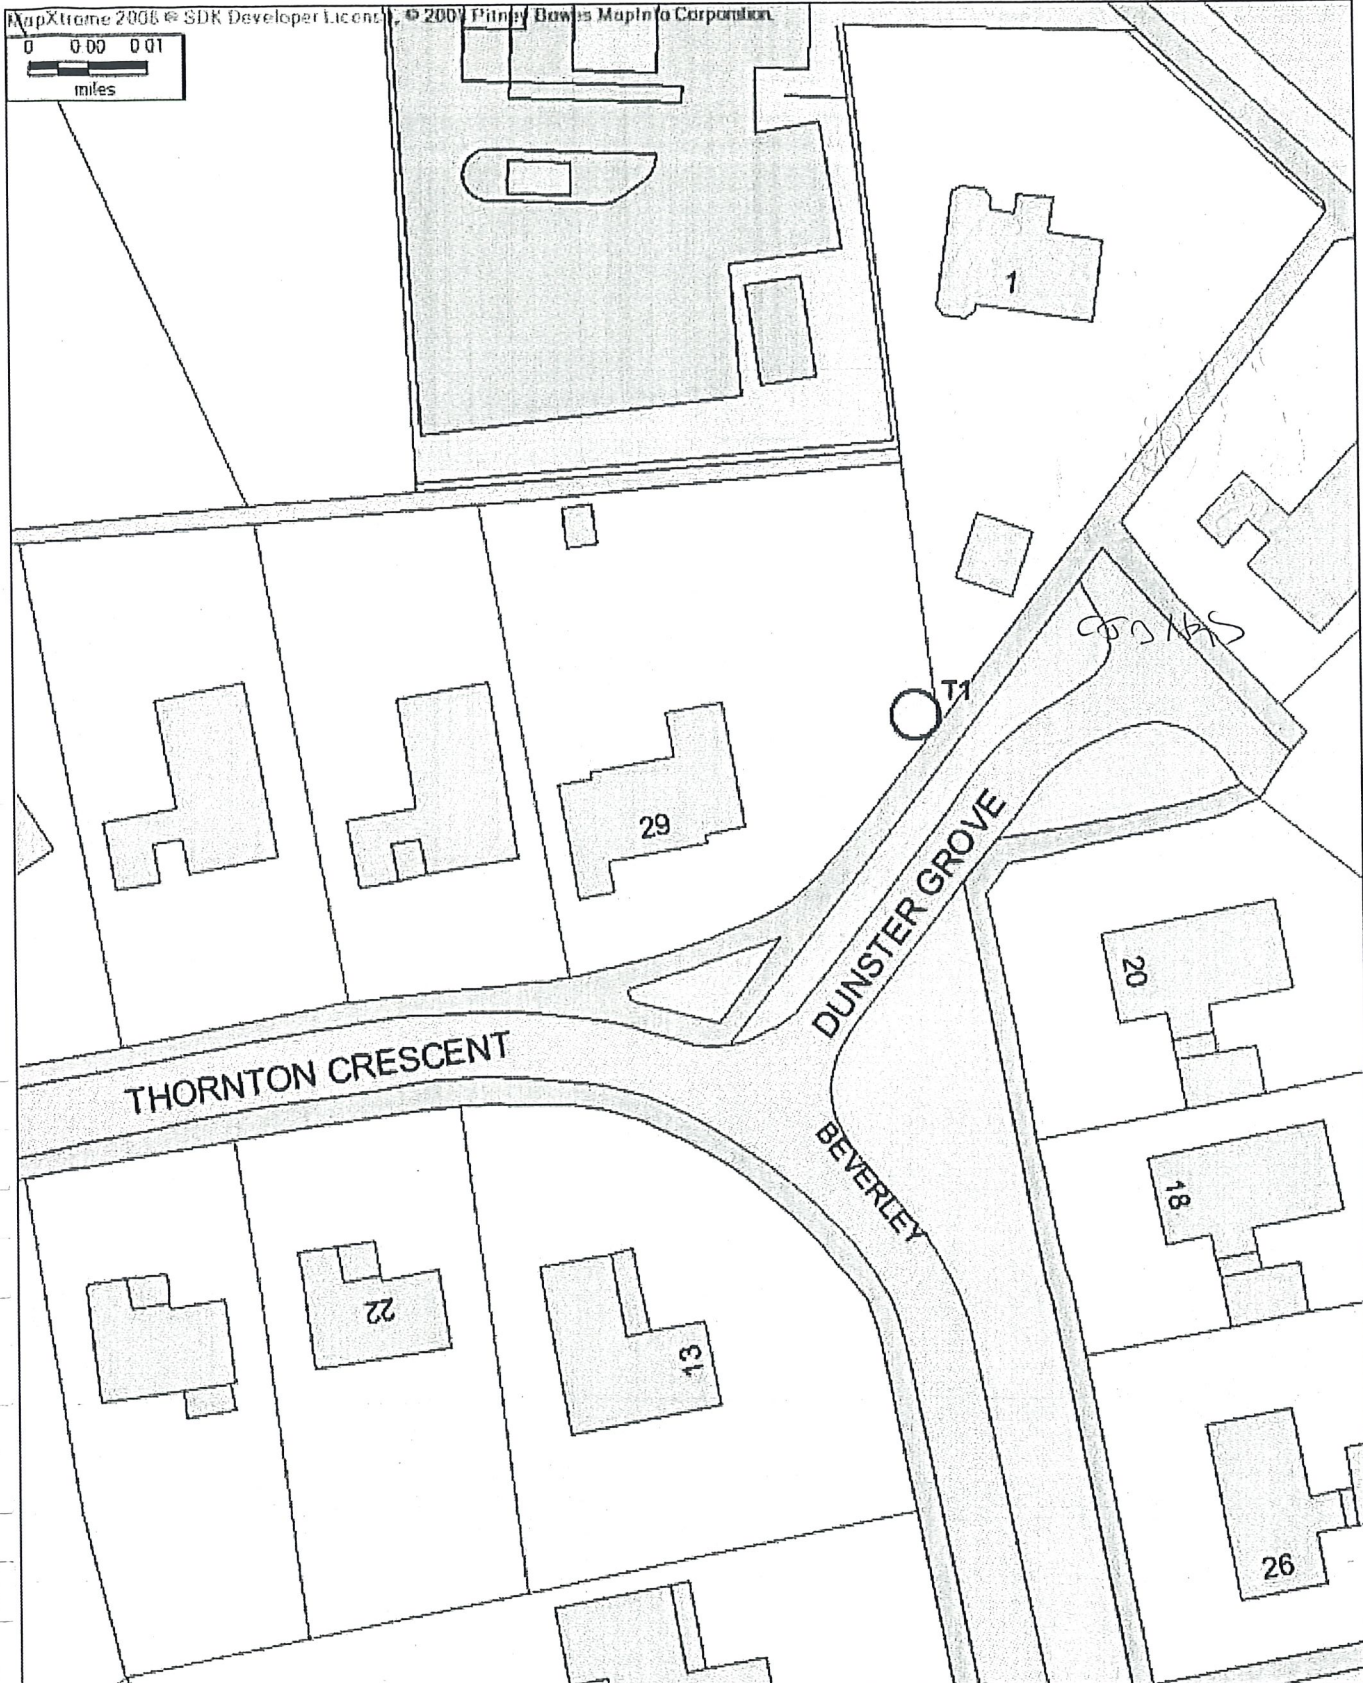 MapXtreme 2008 © SDK Developer License, © 2007 Pitney Bowes MapInfo Corporation.
0 0 00 0 01
miles
1
T1
29
DUNSTER GROVE
20
THORNTON CRESCENT
BEVERLEY
18
22
13
26